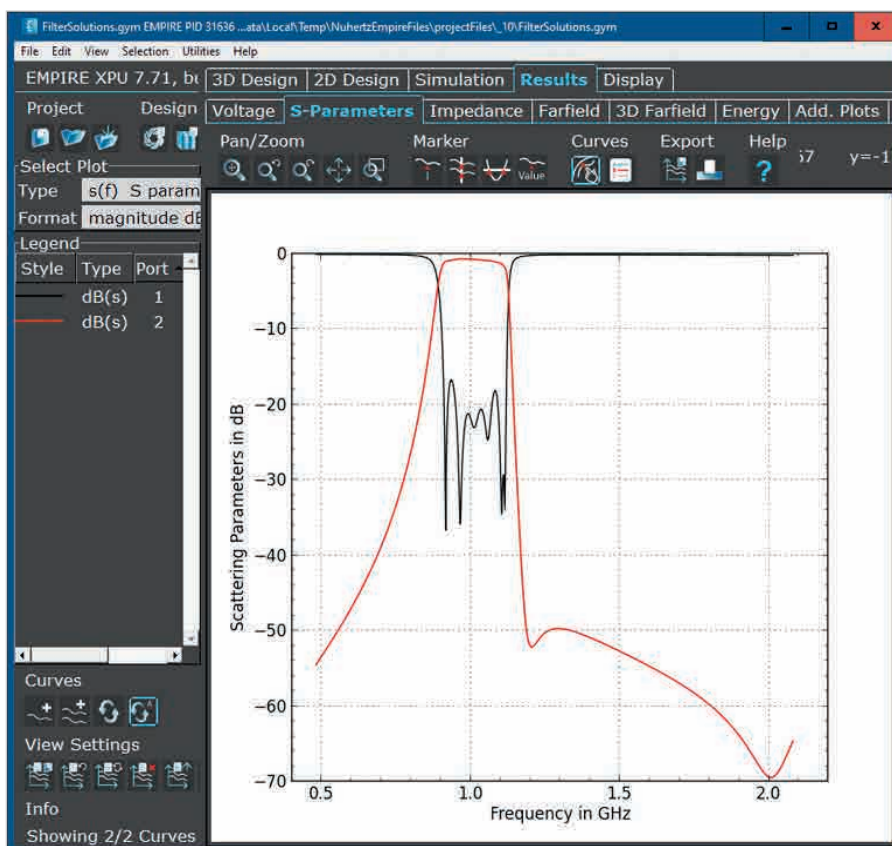 FilterSolutions.gym EMPIRE PID 31636 ...ata\Local\Temp\NuhertzEmpireFiles\projectFiles\_10\FilterSolutions.gym
File Edit View Selection Utilities Help
EMPIRE XPU 7.71, bu
3D Design 2D Design Simulation Results Display
Project Design
Voltage S-Parameters Impedance Farfield 3D Farfield Energy Add. Plots
Pan/Zoom Marker Curves Export Help
Value
? 57 y=-1
Select Plot
Type s(f) S param
Format magnitude dB
Legend
Style Type Port
dB(s) 1
dB(s) 2
Curves
View Settings
Info
Showing 2/2 Curves
Scattering Parameters in dB
0
−10
−20
−30
−40
−50
−60
−70
0.5 1.0 1.5 2.0
Frequency in GHz